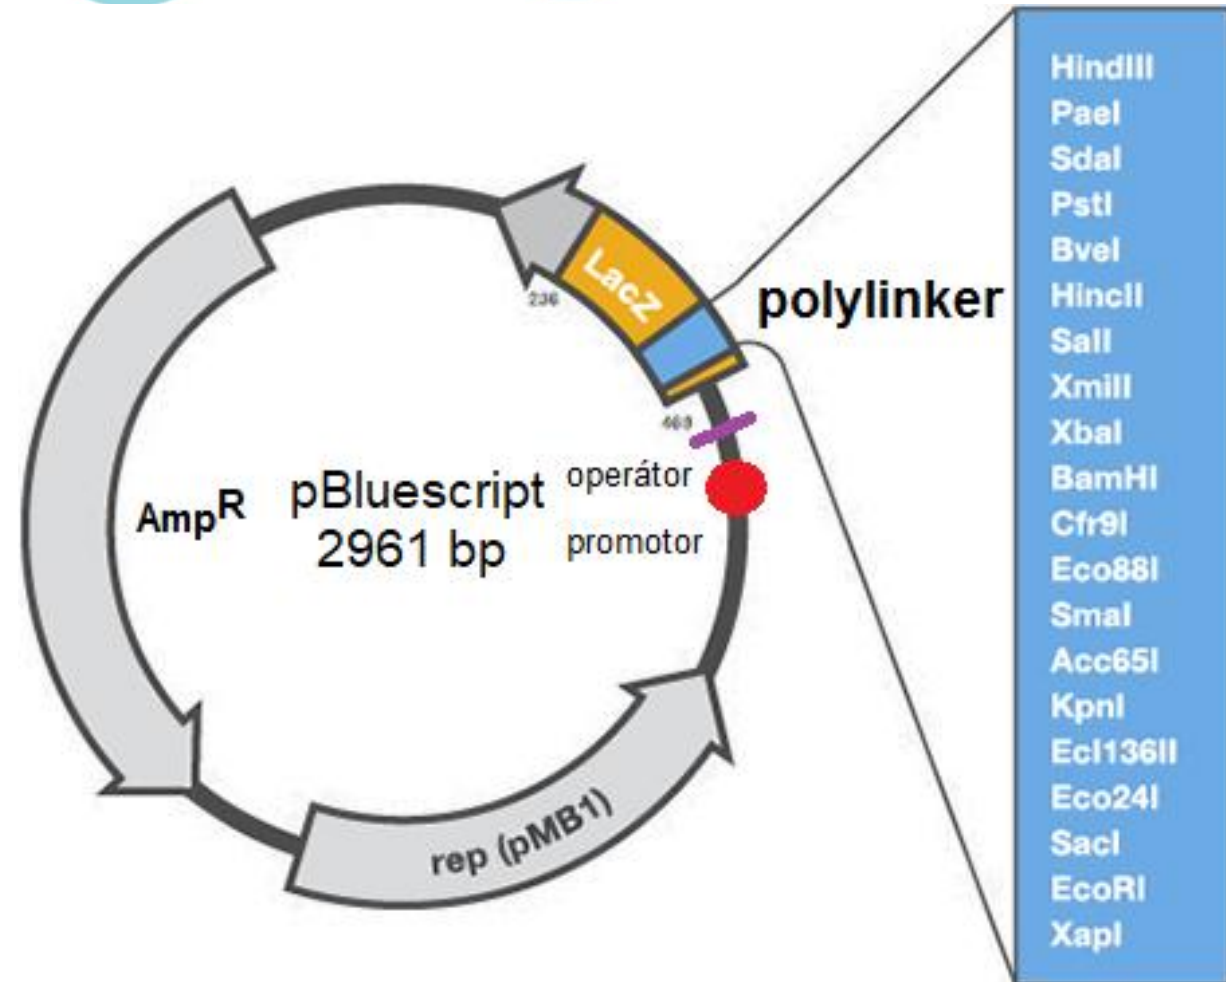 HindIII
PaeI
SdaI
PstI
BveI
HincII
SalI
XmiII
XbaI
BamHI
Cfr9I
Eco88I
SmaI
Acc65I
KpnI
Ecl136II
Eco24I
SacI
EcoRI
XapI
polylinker
LacZ
236
469
operátor
promotor
pBluescript
2961 bp
AmpR
rep (pMB1)